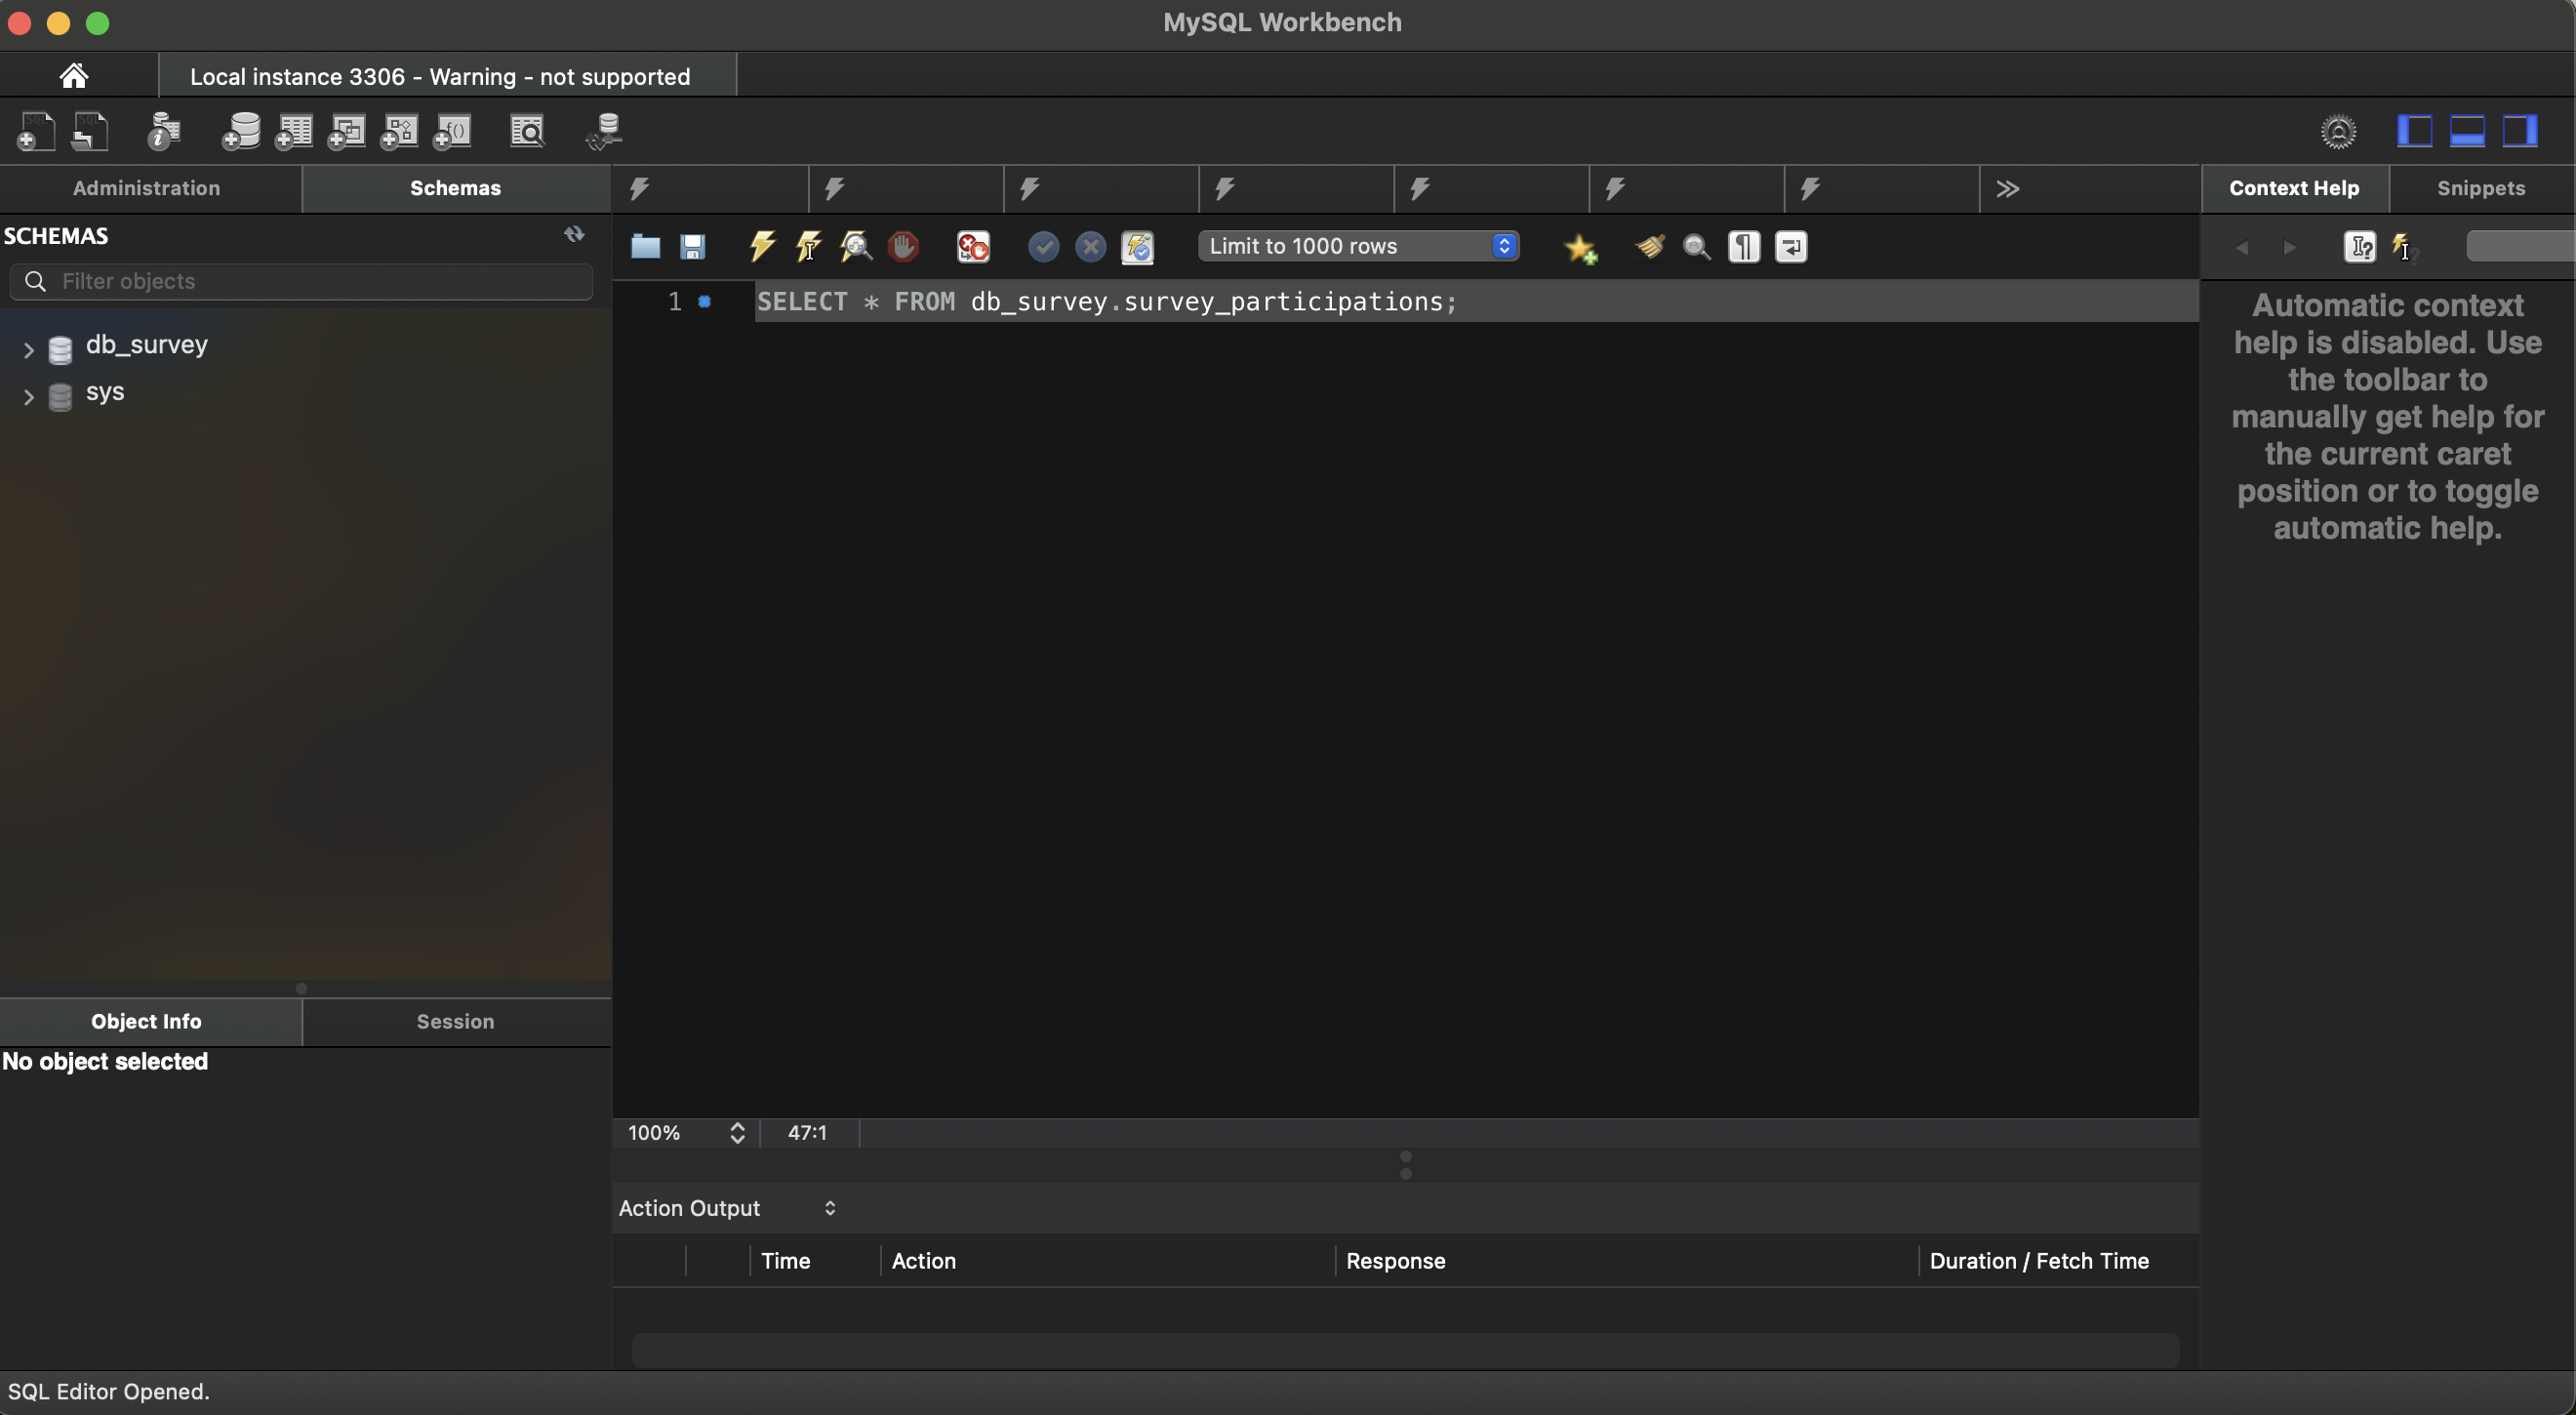 MySQL Workbench
Local instance 3306 - Warning - not supported
Administration
Schemas
Context Help
Snippets
SCHEMAS
Filter objects
Limit to 1000 rows
1
SELECT * FROM db_survey.survey_participations;
db_survey
sys
Automatic context
help is disabled. Use
the toolbar to
manually get help for
the current caret
position or to toggle
automatic help.
Object Info
Session
No object selected
100%
47:1
Action Output
Time
Action
Response
Duration / Fetch Time
SQL Editor Opened.